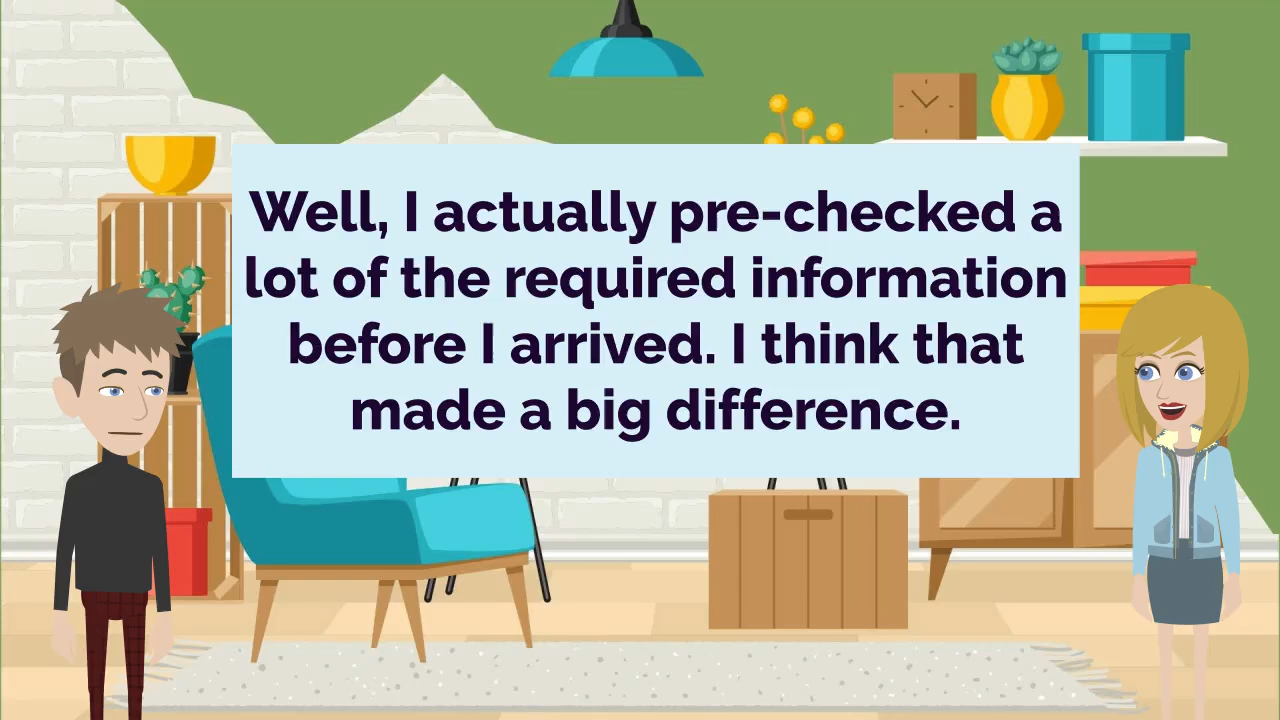 Well, I actually pre-checked a
lot of the required information
before I arrived. I think that
made a big difference.